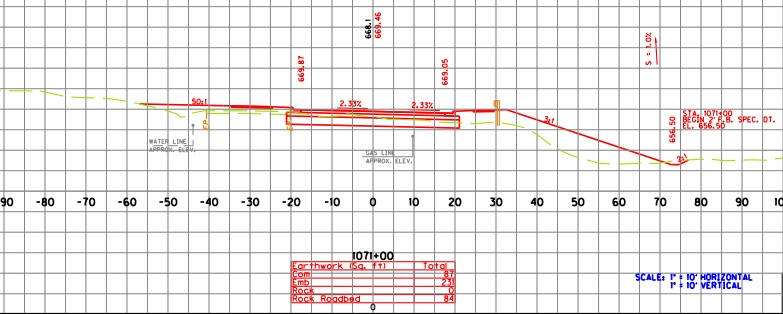 668.1
669.46
669.87
669.05
S = 1.0%
50:1
2.33%
2.33%
3:1
2:1
656.50
STA. 1071+00
BEGIN 2' F.B. SPEC. DT.
EL. 656.50
EP
WATER LINE
APPROX. ELEV.
GAS LINE
APPROX. ELEV.
-90 -80 -70 -60 -50 -40 -30 -20 -10 0 10 20 30 40 50 60 70 80 90
1071+00
Earthwork (Sq. ft) Total
Com 87
Emb 231
Rock 0
Rock Roadbed 84
0
SCALE: 1" = 10' HORIZONTAL
1" = 10' VERTICAL